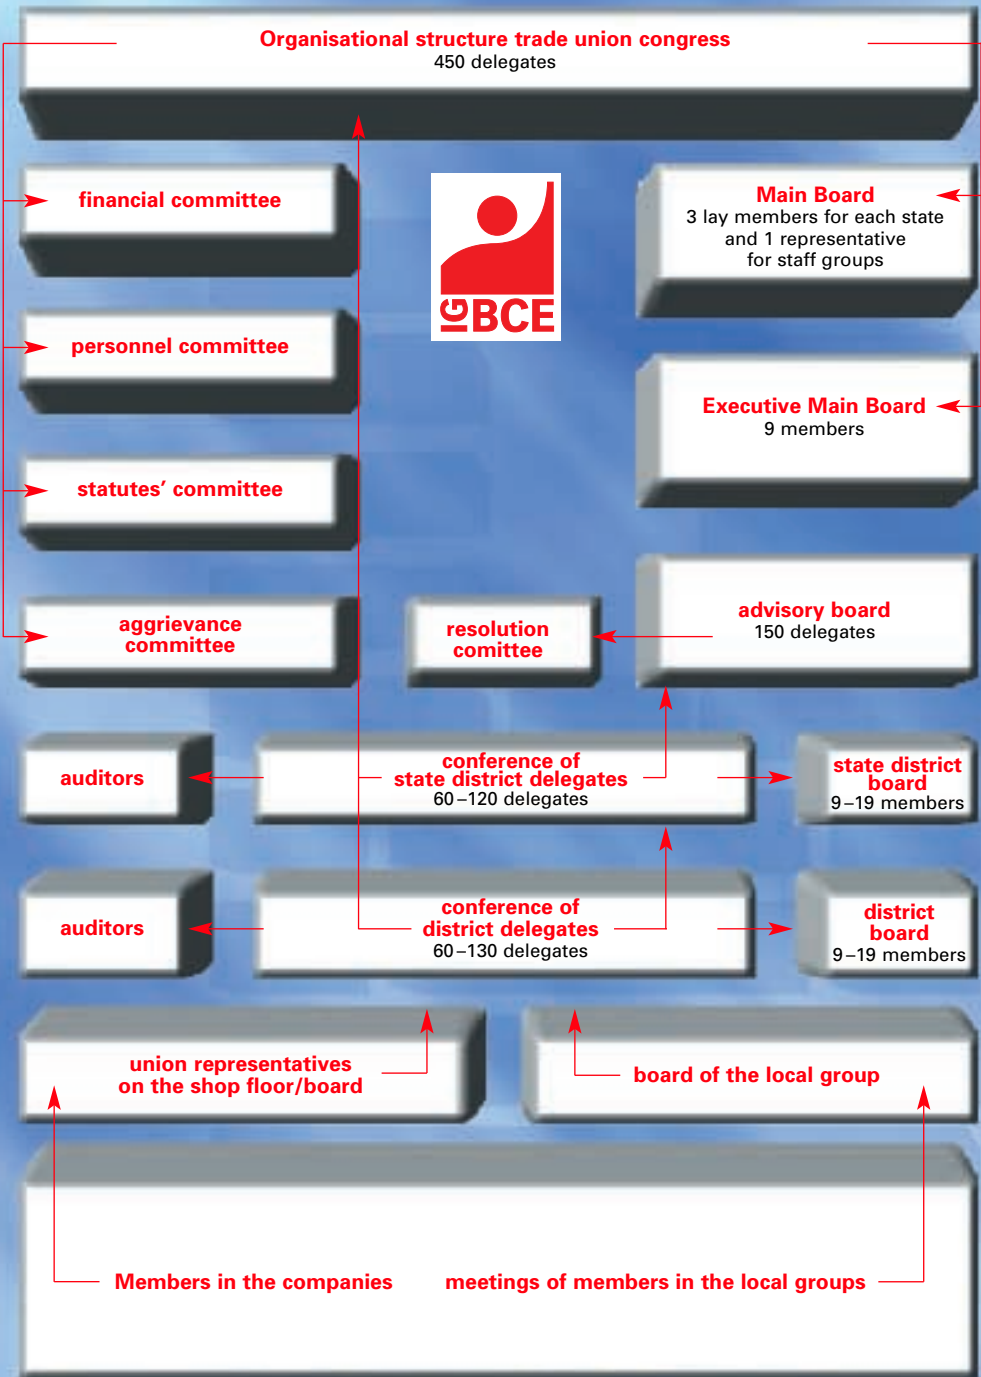 Organisational structure trade union congress
450 delegates
financial committee
personnel committee
statutes’ committee
aggrievance
committee
IG BCE
Main Board
3 lay members for each state
and 1 representative
for staff groups
Executive Main Board
9 members
advisory board
150 delegates
resolution
comittee
auditors
conference of
state district delegates
60–120 delegates
state district
board
9–19 members
auditors
conference of
district delegates
60–130 delegates
district
board
9–19 members
union representatives
on the shop floor/board
board of the local group
Members in the companies
meetings of members in the local groups